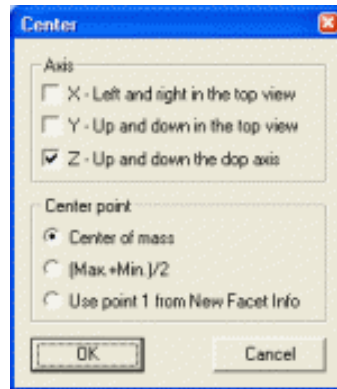 Center
Axis
X - Left and right in the top view
Y - Up and down in the top view
Z - Up and down the dop axis
Center point
Center of mass
(Max.+Min.)/2
Use point 1 from New Facet Info
OK
Cancel